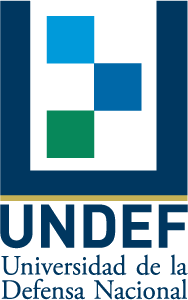 UNDEF
Universidad de la
Defensa Nacional